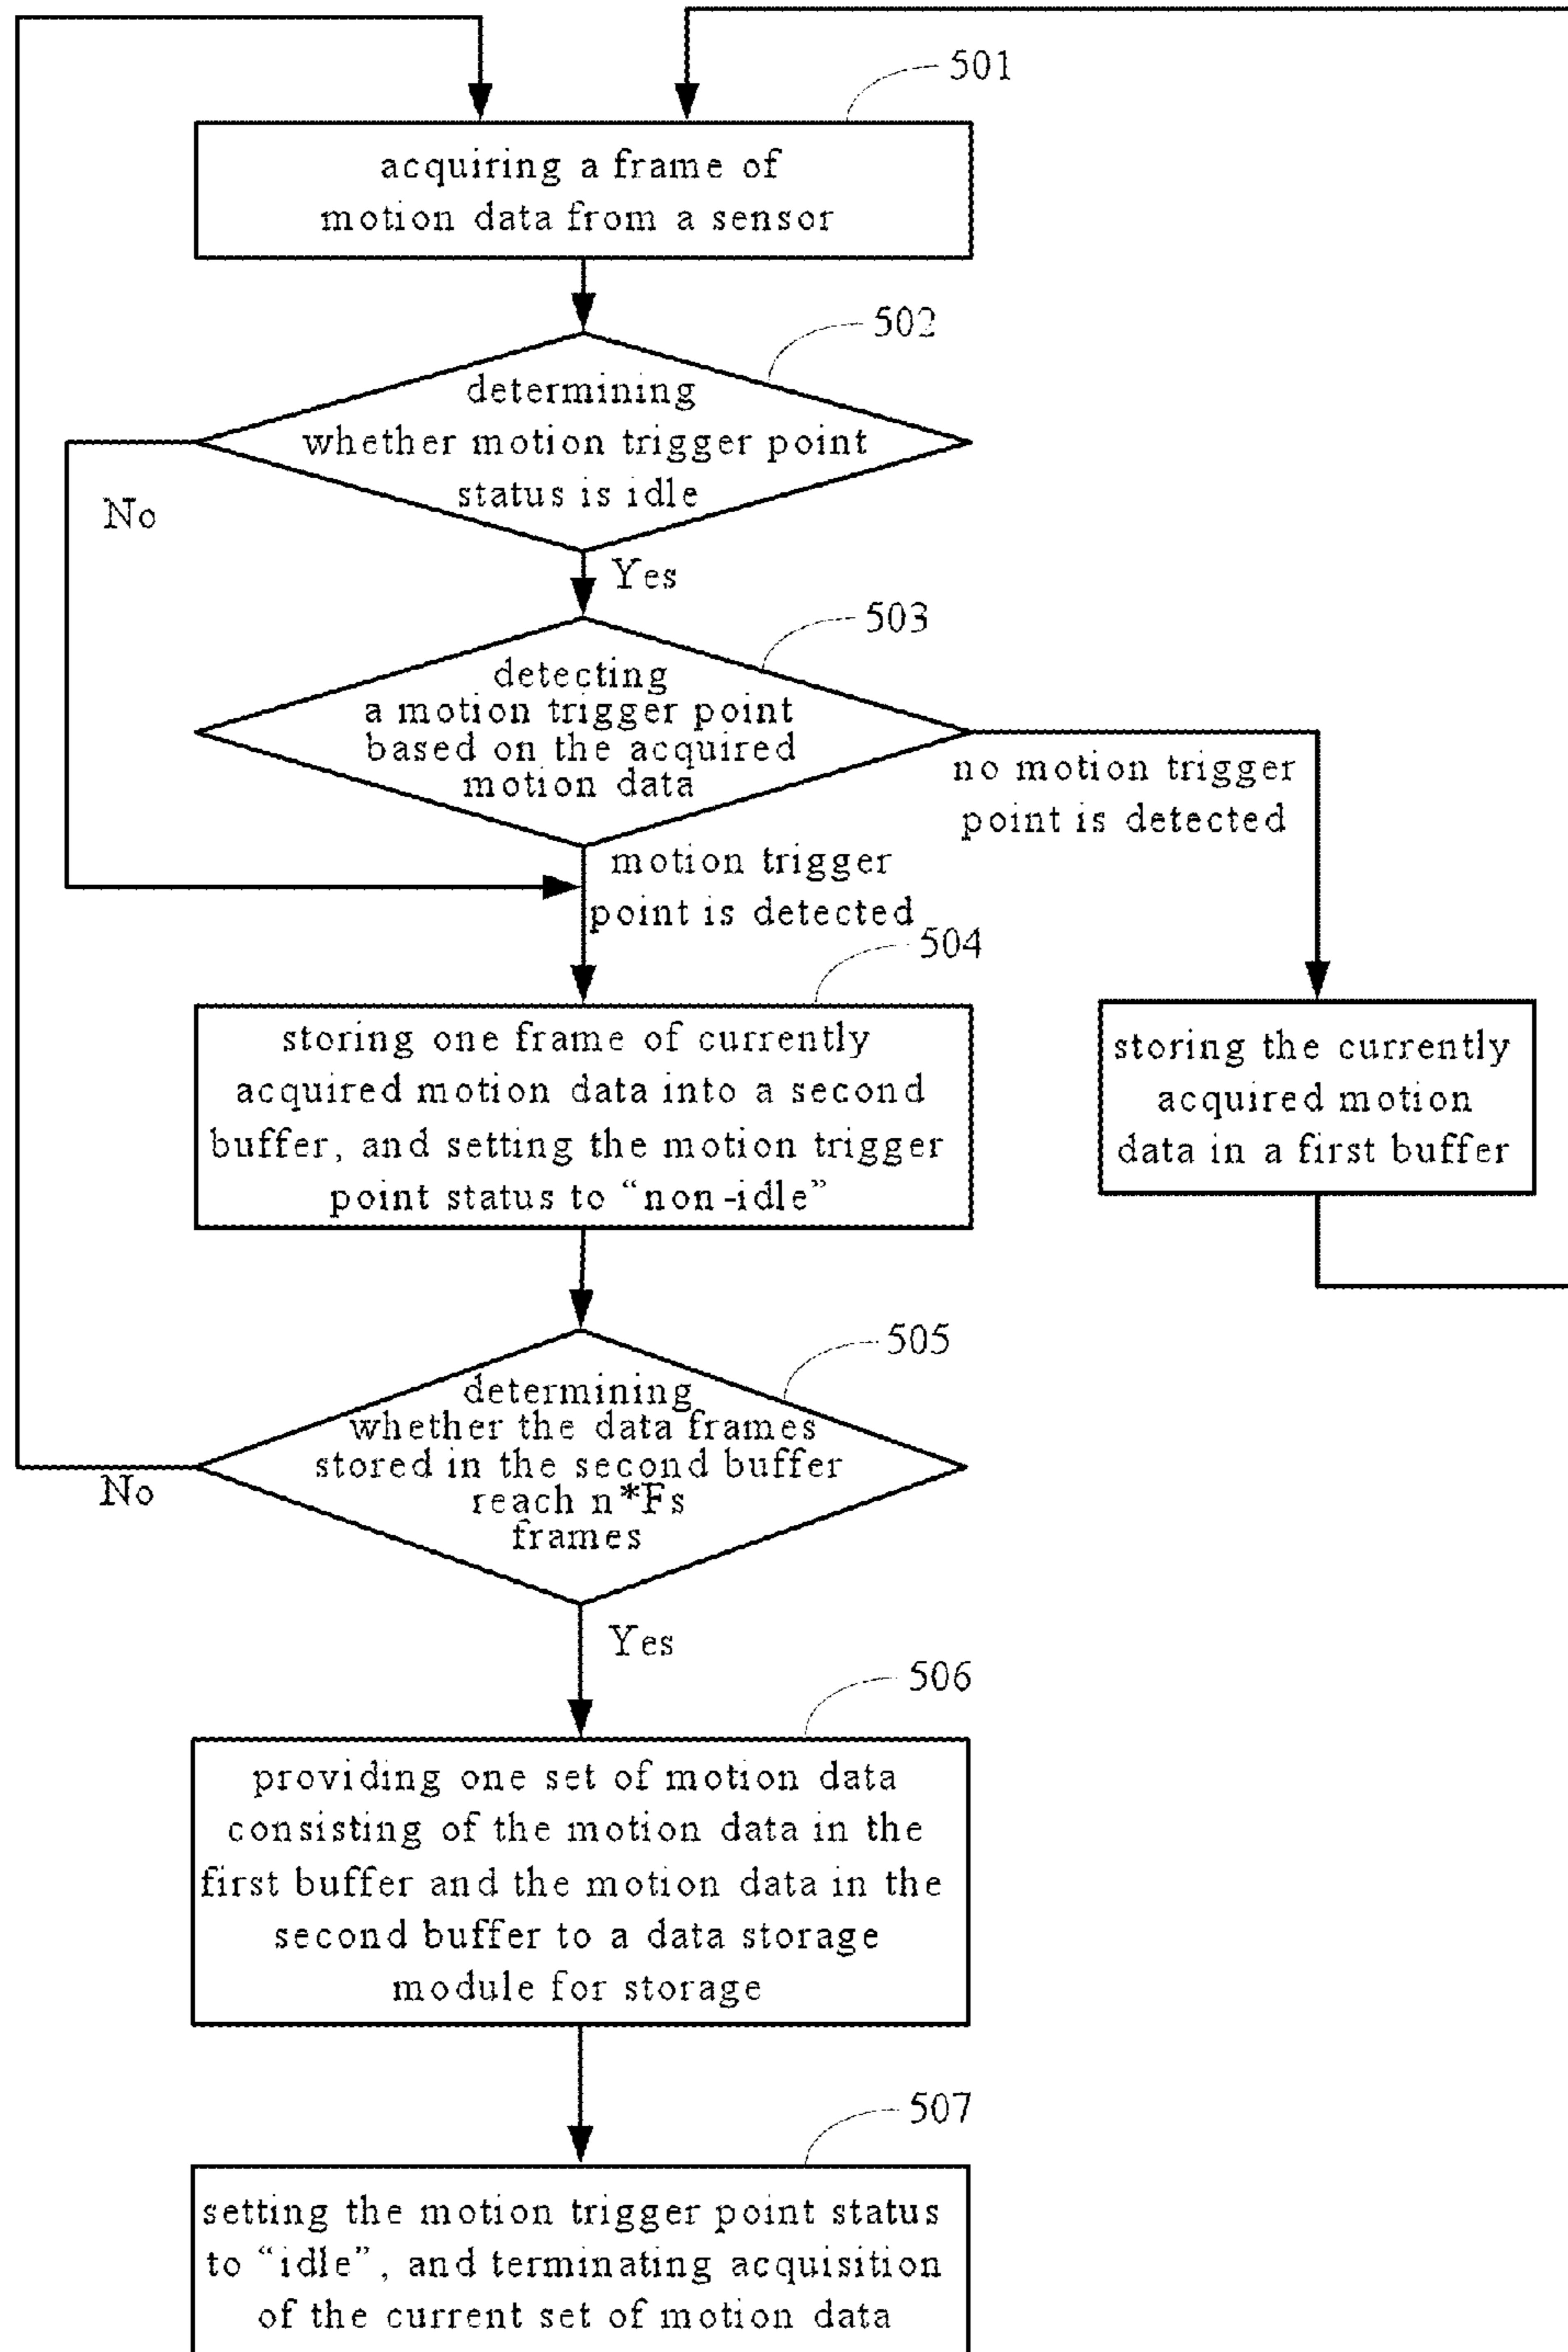 501
acquiring a frame of
motion data from a sensor
502
determining
whether motion trigger point
status is idle
No
Yes
503
detecting
a motion trigger point
based on the acquired
motion data
no motion trigger
point is detected
motion trigger
point is detected
504
storing one frame of currently
acquired motion data into a second
buffer, and setting the motion trigger
point status to “non-idle”
storing the currently
acquired motion
data in a first buffer
505
determining
whether the data frames
stored in the second buffer
reach n*Fs
frames
No
Yes
506
providing one set of motion data
consisting of the motion data in the
first buffer and the motion data in the
second buffer to a data storage
module for storage
507
setting the motion trigger point status
to “idle”, and terminating acquisition
of the current set of motion data